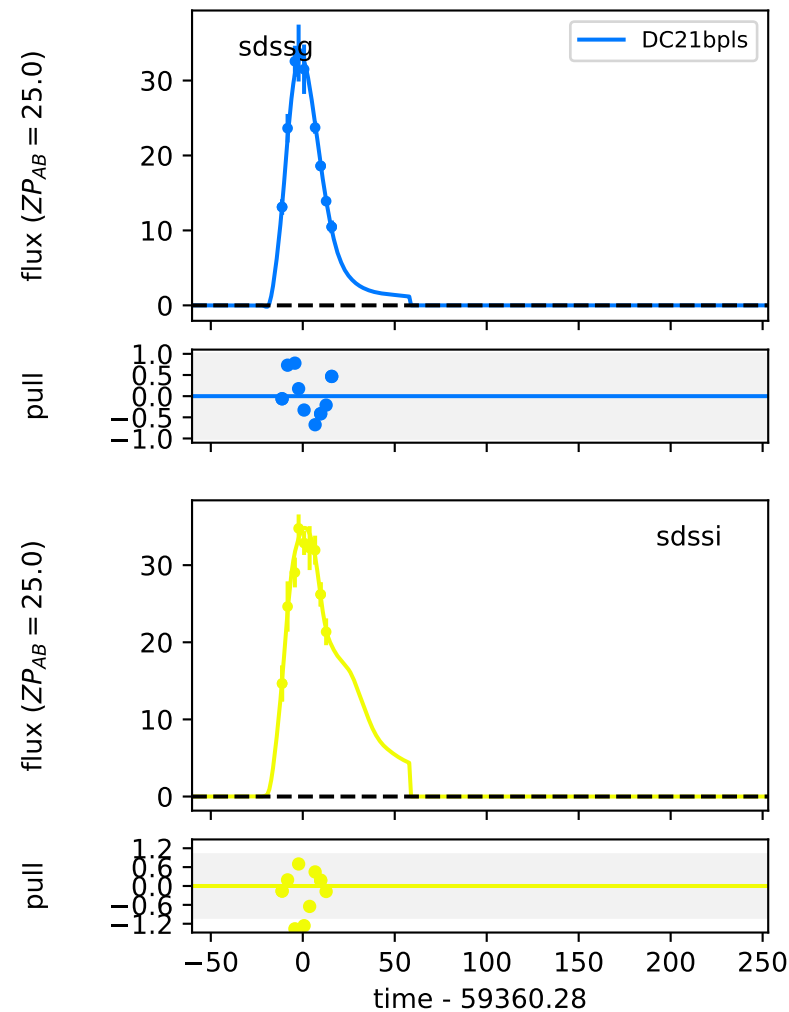 sdssg
DC21bpls
flux (ZP_AB = 25.0)
30
20
10
0
pull
1.0
0.5
0.0
−0.5
−1.0
sdssi
flux (ZP_AB = 25.0)
30
20
10
0
pull
1.2
0.6
0.0
−0.6
−1.2
−50 0 50 100 150 200 250
time - 59360.28